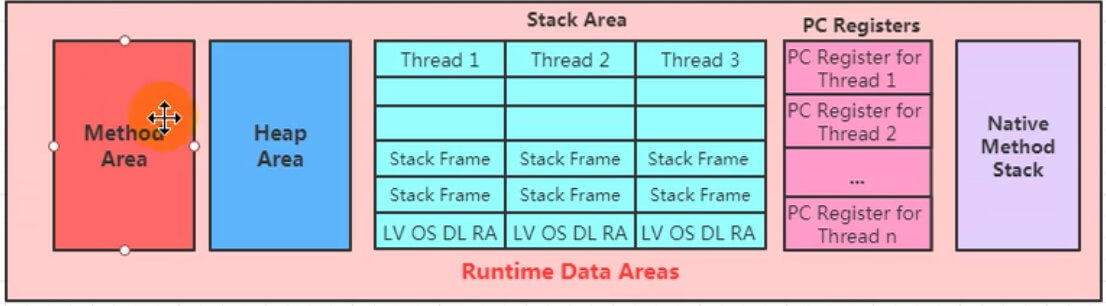 Stack Area
PC Registers
Method
Area
Heap
Area
Thread 1 Thread 2 Thread 3
Stack Frame Stack Frame Stack Frame
Stack Frame Stack Frame Stack Frame
LV OS DL RA LV OS DL RA LV OS DL RA
PC Register for
Thread 1
PC Register for
Thread 2
...
PC Register for
Thread n
Native
Method
Stack
Runtime Data Areas